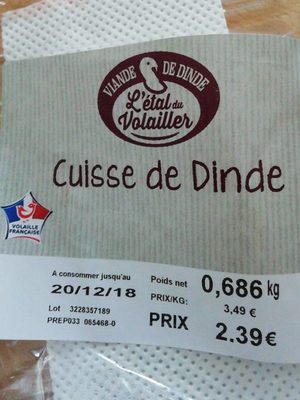 VIANDE DE DINDE
L'étal du
Volailler
Cuisse de Dinde
VOLAILLE
FRANÇAISE
A consommer jusqu'au
20/12/18
Lot 3228357189
PREP033 065468-0
Poids net 0,686 kg
PRIX/KG: 3,49 €
PRIX 2.39€